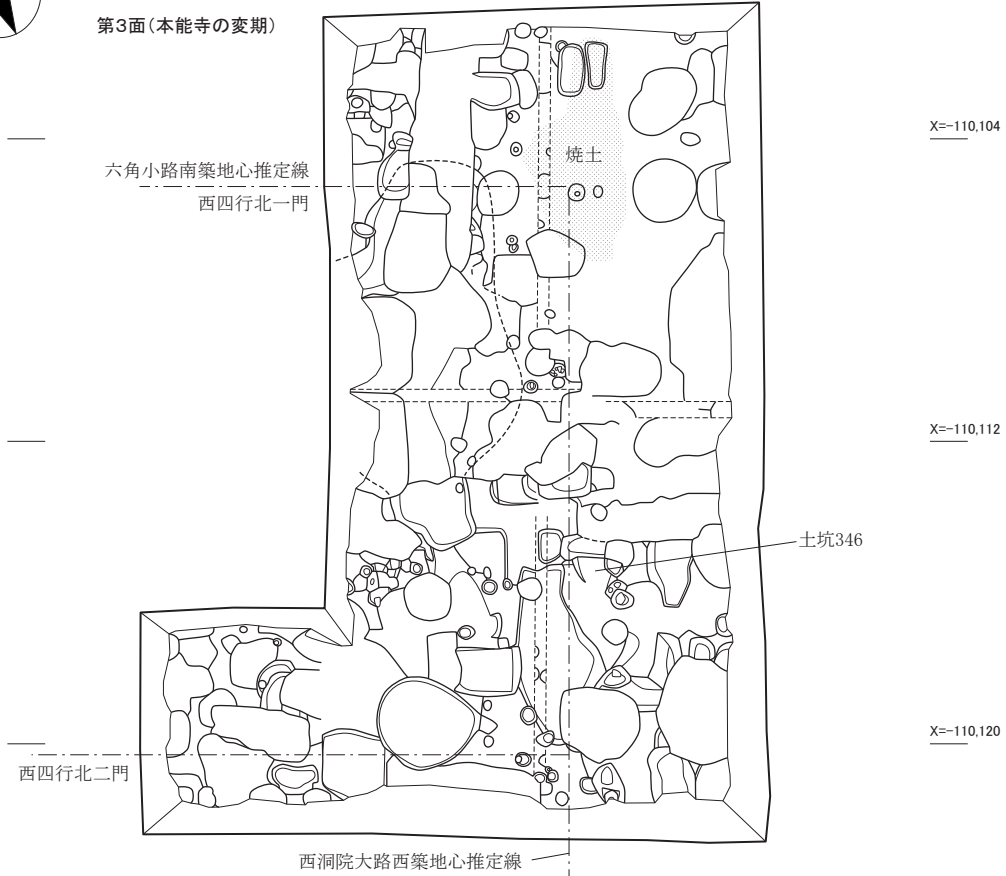 第3面(本能寺の変期)
X=-110,104
焼土
六角小路南築地心推定線
西四行北一門
X=-110,112
土坑346
X=-110,120
西四行北二門
西洞院大路西築地心推定線